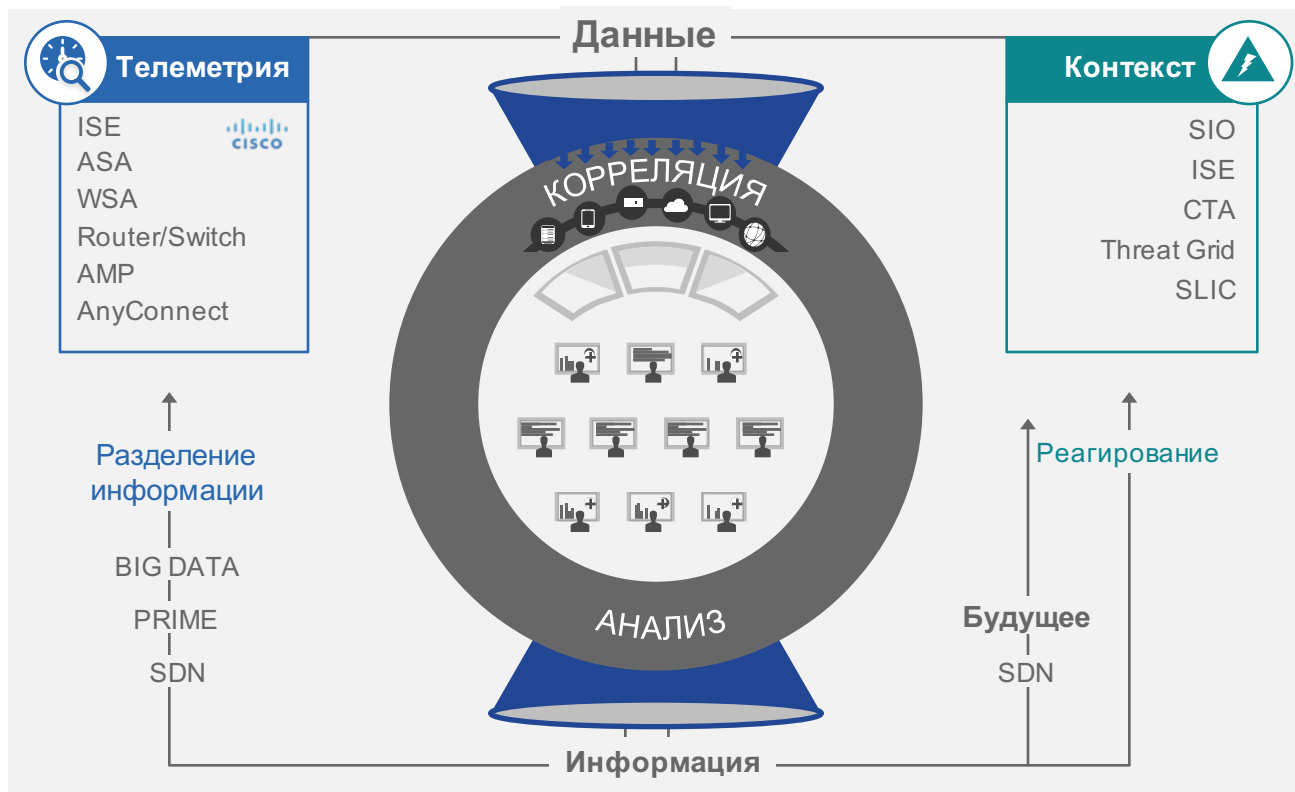 Данные
Телеметрия
ISE
CISCO
ASA
WSA
Router/Switch
AMP
AnyConnect
Контекст
SIO
ISE
CTA
Threat Grid
SLIC
КОРРЕЛЯЦИЯ
АНАЛИЗ
Разделение
информации
BIG DATA
PRIME
SDN
Реагирование
Будущее
SDN
Информация